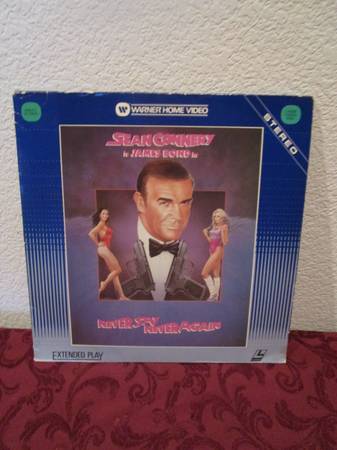 WARNER HOME VIDEO
STEREO
SEAN CONNERY
is JAMES BOND in
NEVER SAY
NEVER AGAIN
EXTENDED PLAY